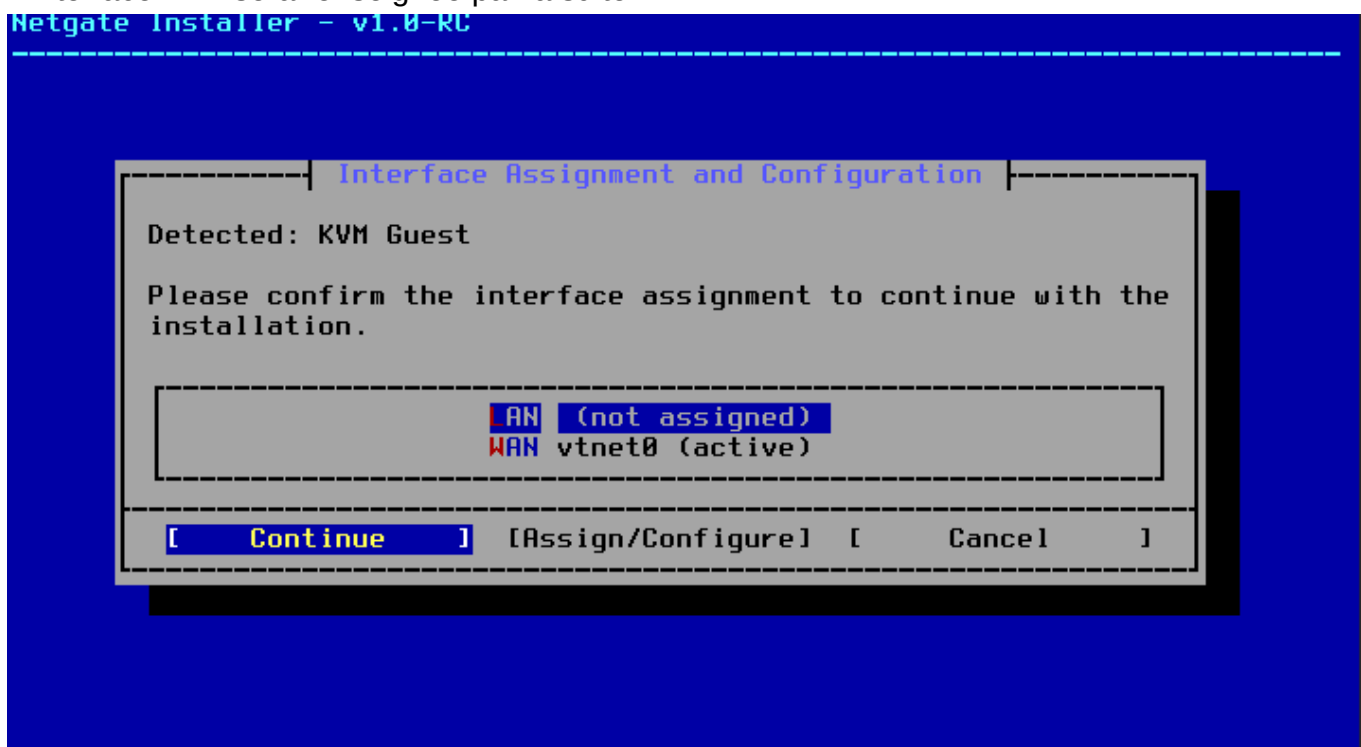 Netgate Installer - v1.0-RC
Interface Assignment and Configuration
Detected: KVM Guest
Please confirm the interface assignment to continue with the
installation.
LAN (not assigned)
WAN vtnet0 (active)
[ Continue ] [Assign/Configure] [ Cancel ]